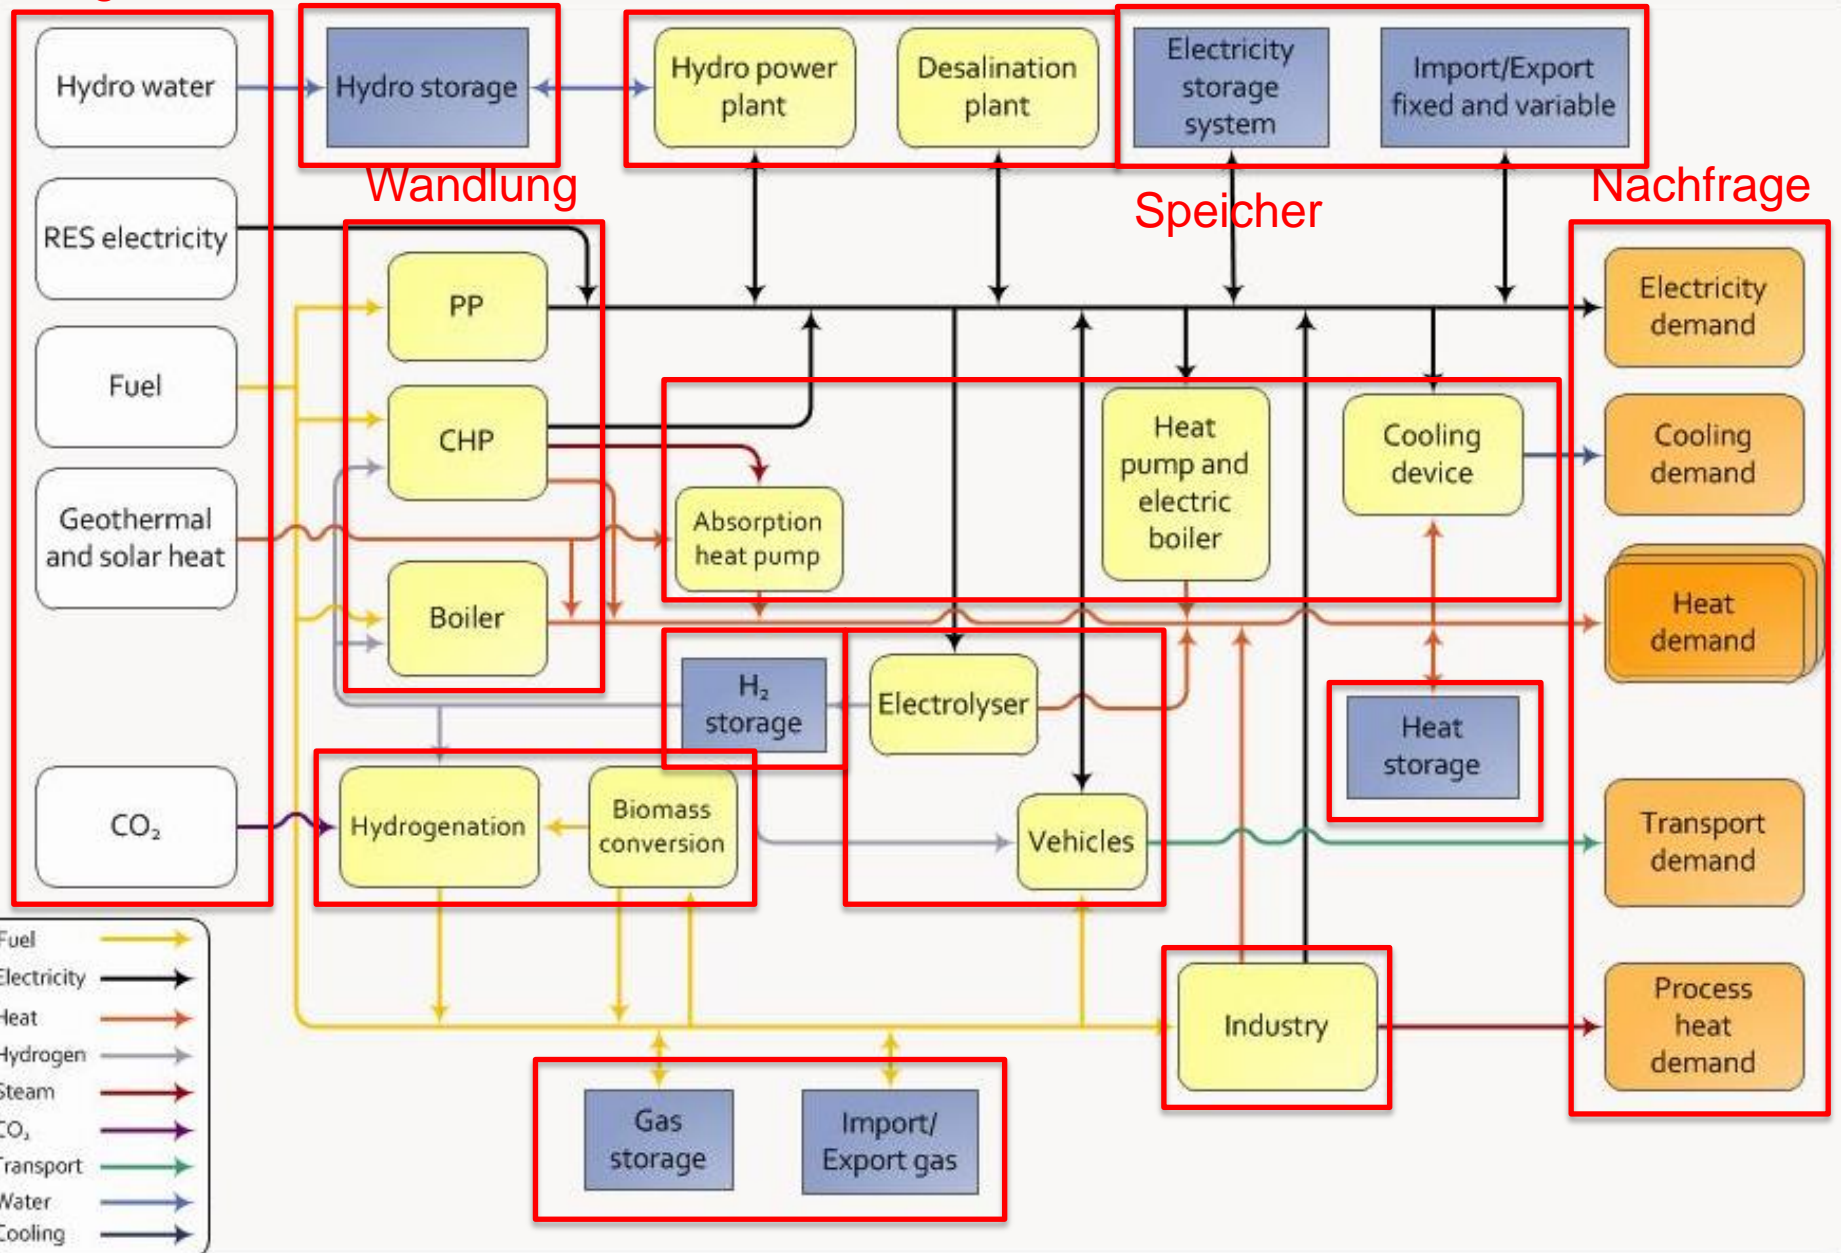 Hydro water
Hydro storage
Hydro power
plant
Desalination
plant
Electricity
storage
system
Import/Export
fixed and variable
Wandlung
Speicher
Nachfrage
RES electricity
PP
Electricity
demand
Fuel
CHP
Heat
pump and
electric
boiler
Cooling
device
Cooling
demand
Geothermal
and solar heat
Absorption
heat pump
Boiler
Heat
demand
H₂
storage
Electrolyser
Heat
storage
CO₂
Hydrogenation
Biomass
conversion
Vehicles
Transport
demand
Industry
Process
heat
demand
Gas
storage
Import/
Export gas
Fuel
Electricity
Heat
Hydrogen
Steam
CO₂
Transport
Water
Cooling